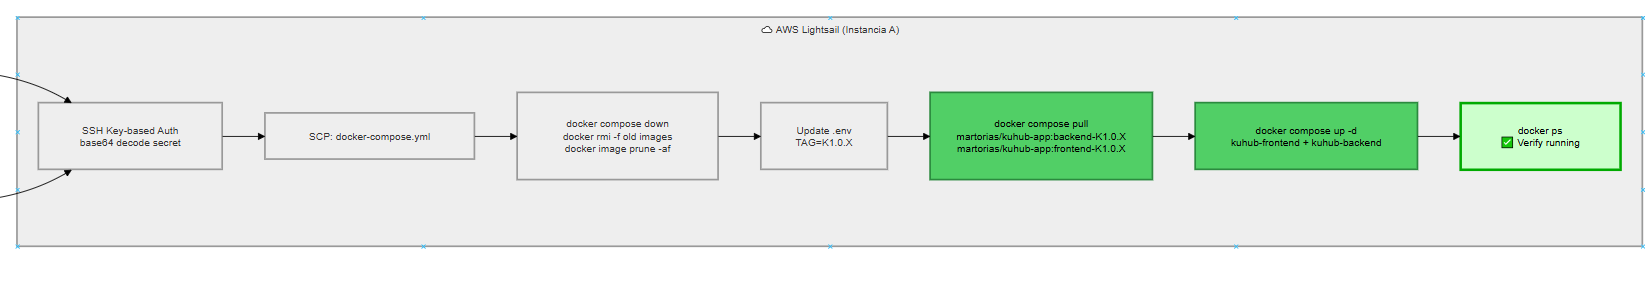 AWS Lightsail (Instancia A)
SSH Key-based Auth
base64 decode secret
SCP: docker-compose.yml
docker compose down
docker rmi -f old images
docker image prune -af
Update .env
TAG=K1.0.X
docker compose pull
martorias/kuhub-app:backend-K1.0.X
martorias/kuhub-app:frontend-K1.0.X
docker compose up -d
kuhub-frontend + kuhub-backend
docker ps
✅ Verify running